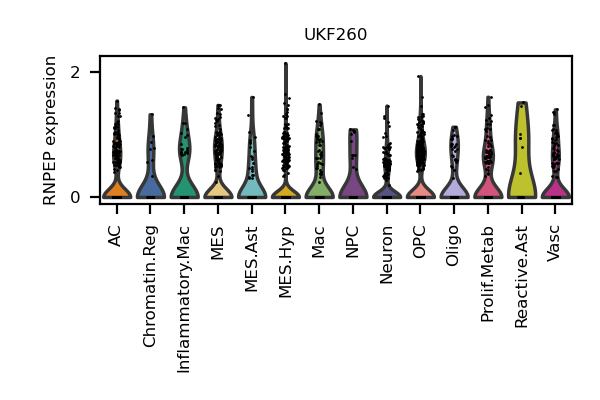 UKF260
RNPEP expression
2
0
AC
Chromatin.Reg
Inflammatory.Mac
MES
MES.Ast
MES.Hyp
Mac
NPC
Neuron
OPC
Oligo
Prolif.Metab
Reactive.Ast
Vasc